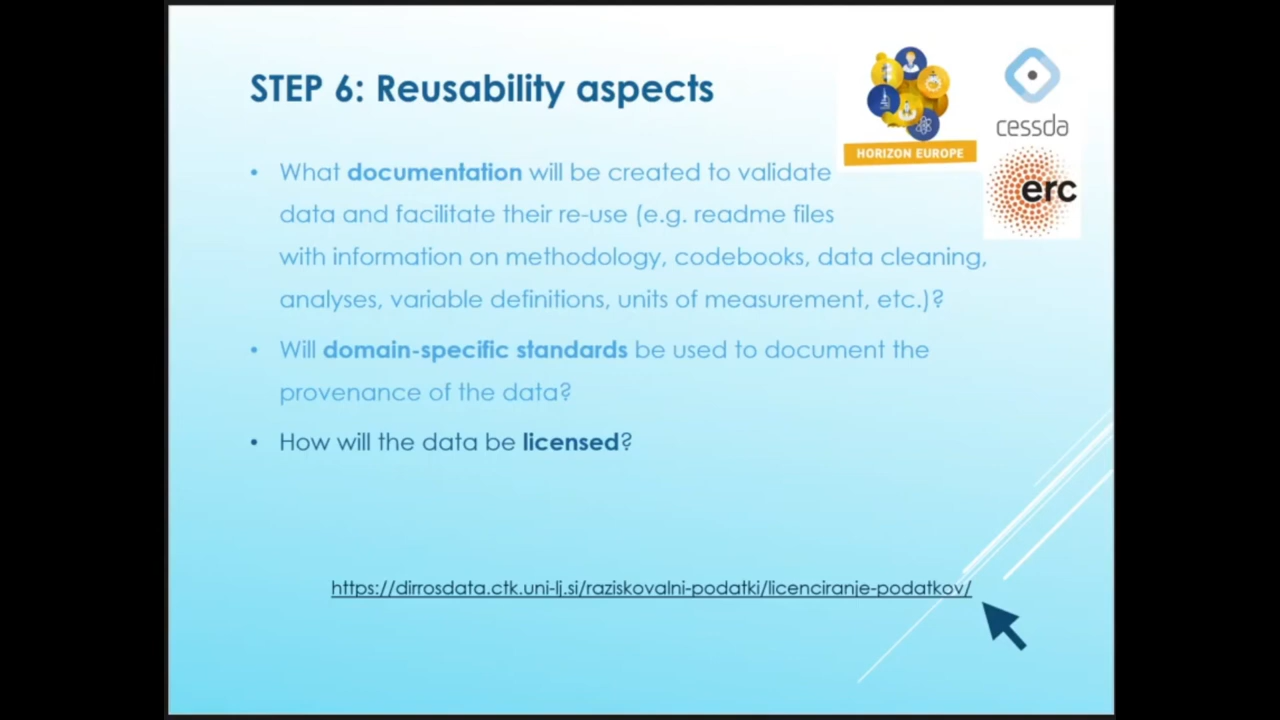 STEP 6: Reusability aspects
HORIZON EUROPE
cessda
erc
• What documentation will be created to validate
data and facilitate their re-use (e.g. readme files
with information on methodology, codebooks, data cleaning,
analyses, variable definitions, units of measurement, etc.)?
• Will domain-specific standards be used to document the
provenance of the data?
• How will the data be licensed?
https://dirrosdata.ctk.uni-lj.si/raziskovalni-podatki/licenciranje-podatkov/